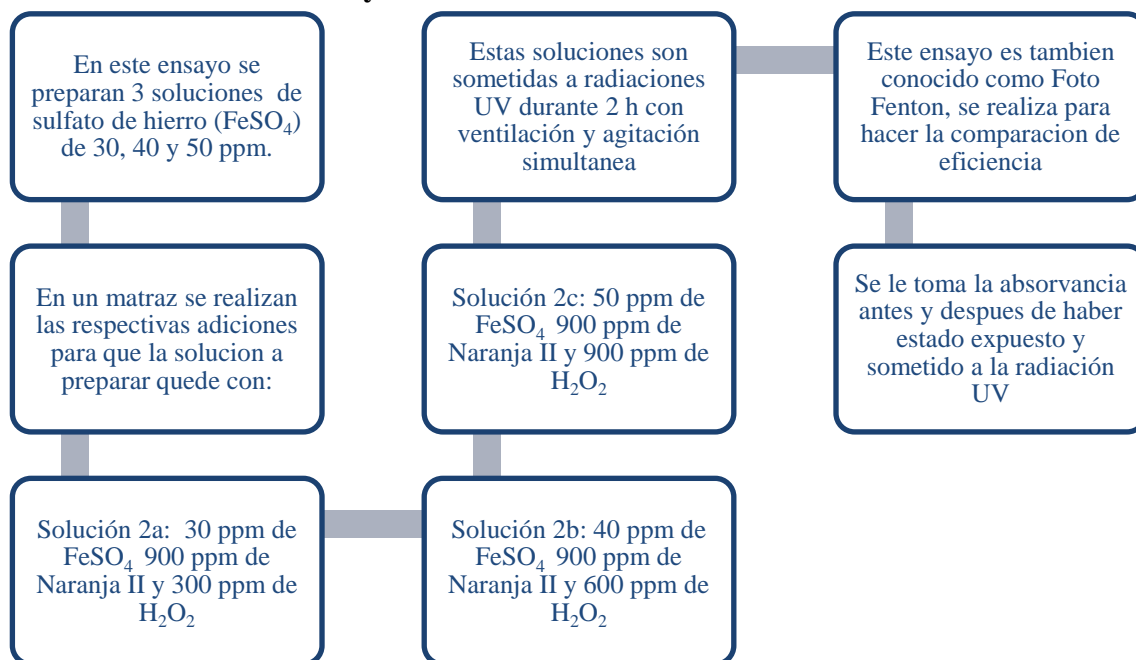 En este ensayo se
preparan 3 soluciones de
sulfato de hierro (FeSO₄)
de 30, 40 y 50 ppm.
En un matraz se realizan
las respectivas adiciones
para que la solucion a
preparar quede con:
Solución 2a: 30 ppm de
FeSO₄ 900 ppm de
Naranja II y 300 ppm de
H₂O₂
Solución 2b: 40 ppm de
FeSO₄ 900 ppm de
Naranja II y 600 ppm de
H₂O₂
Solución 2c: 50 ppm de
FeSO₄ 900 ppm de
Naranja II y 900 ppm de
H₂O₂
Estas soluciones son
sometidas a radiaciones
UV durante 2 h con
ventilación y agitación
simultanea
Este ensayo es tambien
conocido como Foto
Fenton, se realiza para
hacer la comparacion de
eficiencia
Se le toma la absorvancia
antes y despues de haber
estado expuesto y
sometido a la radiación
UV